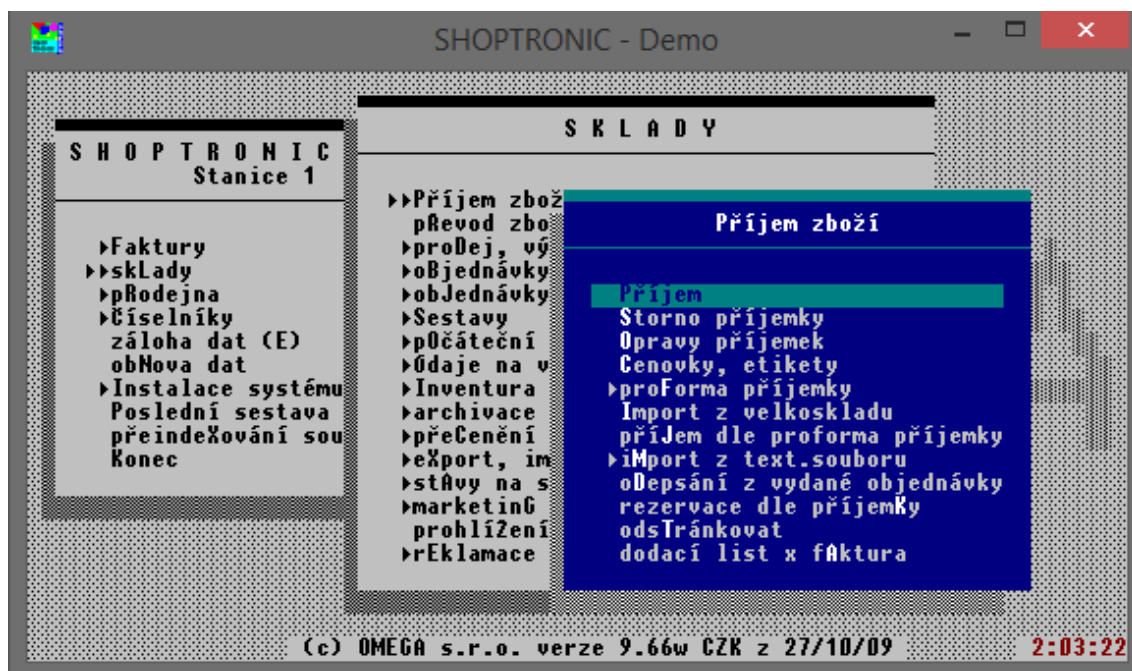 SHOPTRONIC - Demo
S K L A D Y
S H O P T R O N I C
Stanice 1
Faktury
skLady
pRodejna
Číselníky
záloha dat (E)
obNova dat
Instalace systému
Poslední sestava
přeindeXování sou
Konec
Příjem zbož
pRevod zbo
proDej, vý
oBjednávky
obJednávky
Sestavy
pOčáteční
Údaje na v
Inventura
archivace
přeCenění
eXport, im
stAvy na s
marketinG
prohlíŽení
rEklamace
Příjem zboží
Příjem
Storno příjemky
Opravy příjemek
Cenovky, etikety
proForma příjemky
Import z velkoskladu
příJem dle proforma příjemky
iMport z text.souboru
oDepsání z vydané objednávky
rezervace dle příjemKy
odsTránkovat
dodací list x fAktura
(c) OMEGA s.r.o. verze 9.66w CZK z 27/10/09
2:03:22